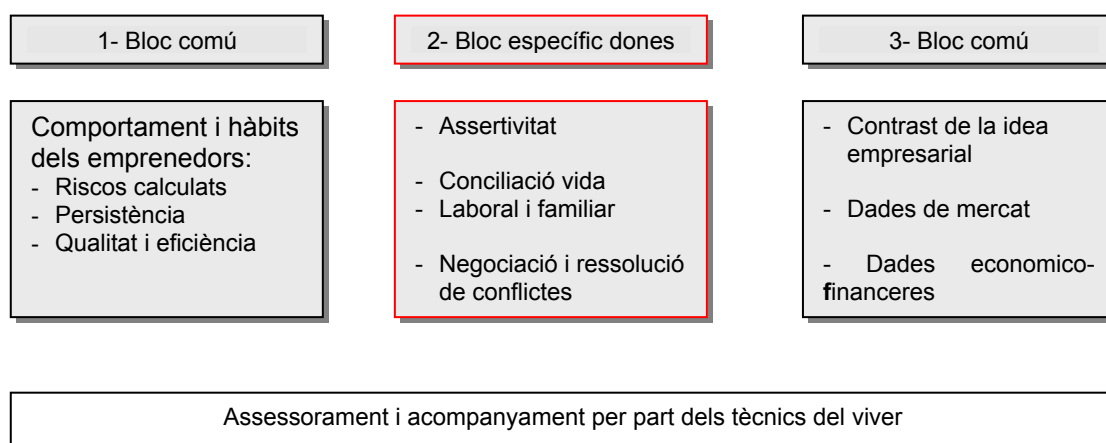 1- Bloc comú
2- Bloc específic dones
3- Bloc comú
Comportament i hàbits
dels emprenedors:
- Riscos calculats
- Persistència
- Qualitat i eficiència
- Assertivitat
- Conciliació vida
- Laboral i familiar
- Negociació i ressolució
de conflictes
- Contrast de la idea
empresarial
- Dades de mercat
- Dades economico-
financeres
Assessorament i acompanyament per part dels tècnics del viver